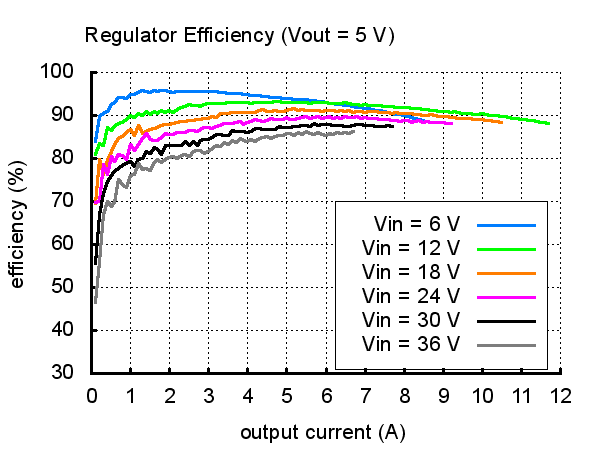 Regulator Efficiency (Vout = 5 V)
100
90
80
70
60
50
40
30
efficiency (%)
Vin = 6 V
Vin = 12 V
Vin = 18 V
Vin = 24 V
Vin = 30 V
Vin = 36 V
0 1 2 3 4 5 6 7 8 9 10 11 12
output current (A)